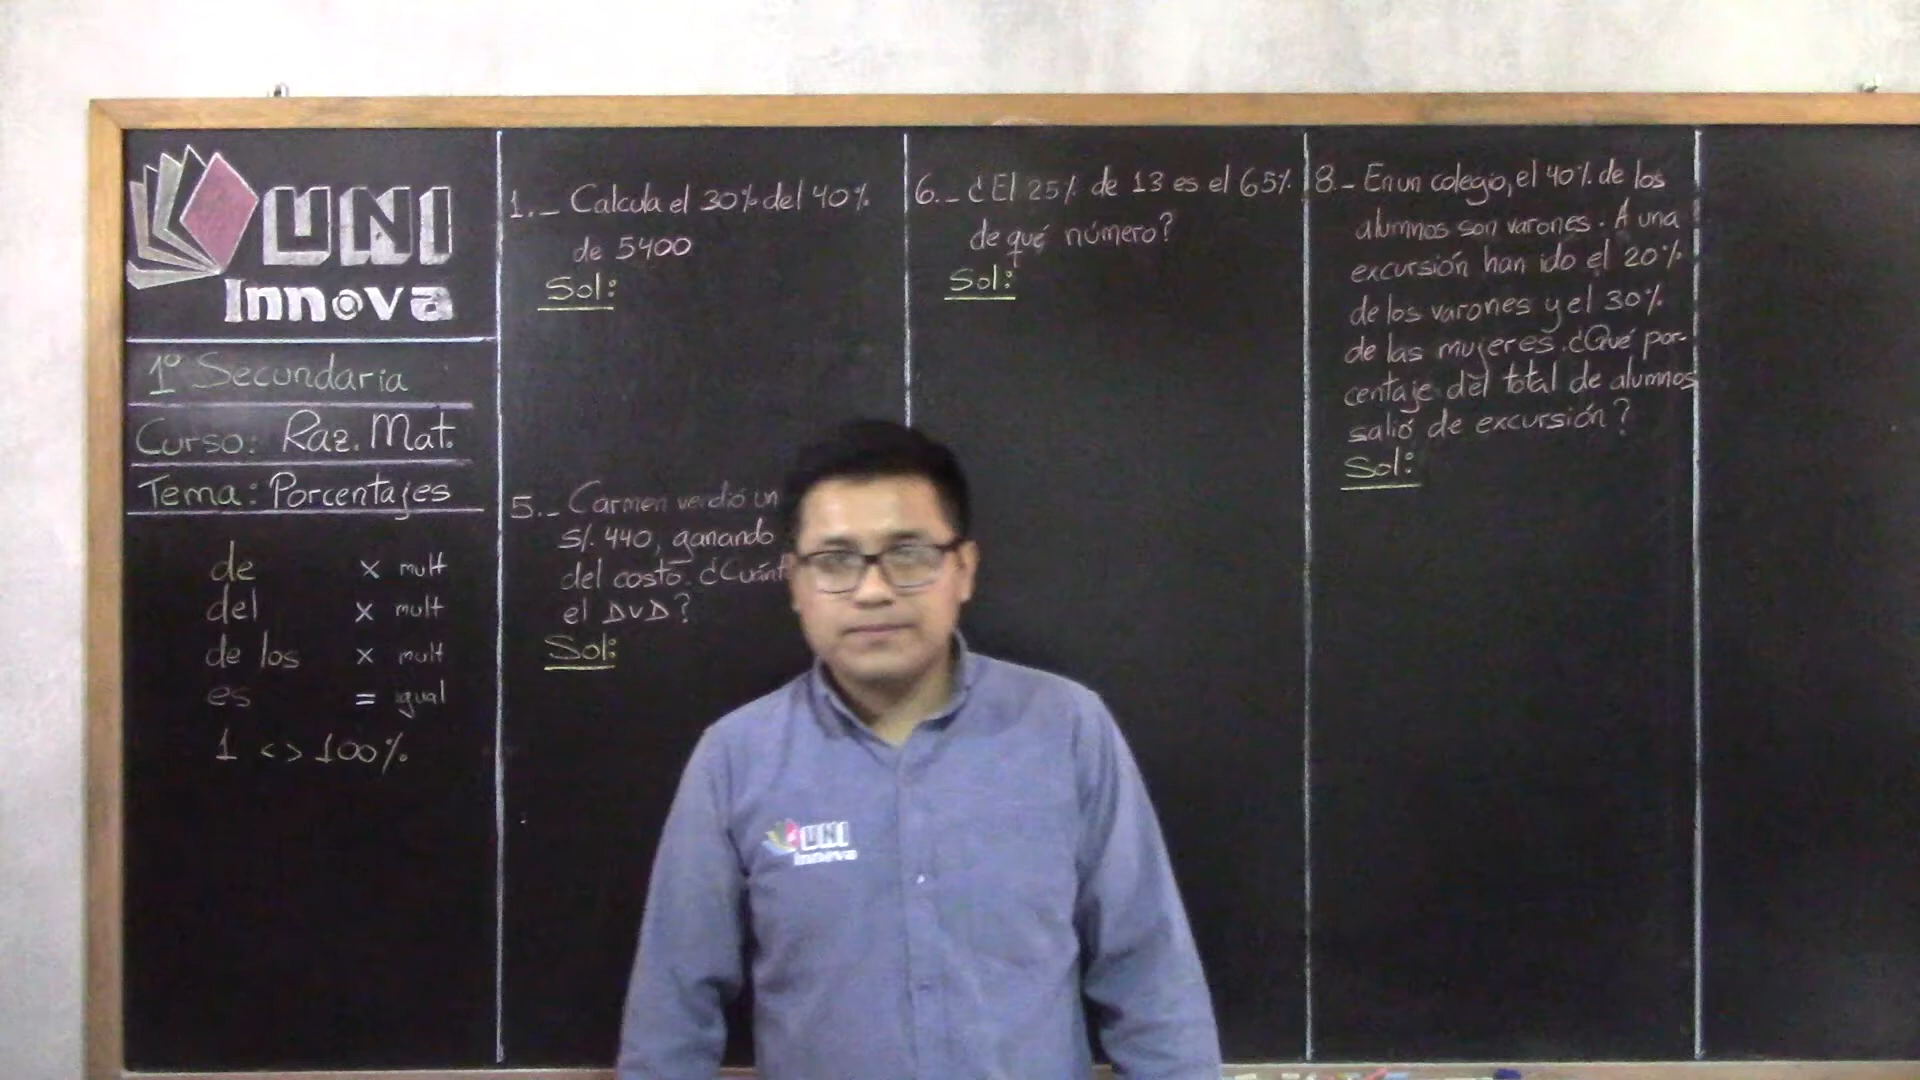 UNI
Innova
1º Secundaria
Curso: Raz. Mat.
Tema: Porcentajes
de x mult
del x mult
de los x mult
es = igual
1 <> 100%
1._ Calcula el 30% del 40%
de 5400
Sol:
5._ Carmen vendió un
S/. 440, ganando
del costo. ¿Cuánt
el DVD?
Sol:
6._ ¿El 25% de 13 es el 65%
de qué número?
Sol:
8._ En un colegio, el 40% de los
alumnos son varones. A una
excursión han ido el 20%
de los varones y el 30%
de las mujeres. ¿Qué por-
centaje del total de alumnos
salió de excursión?
Sol:
UNI
Innova